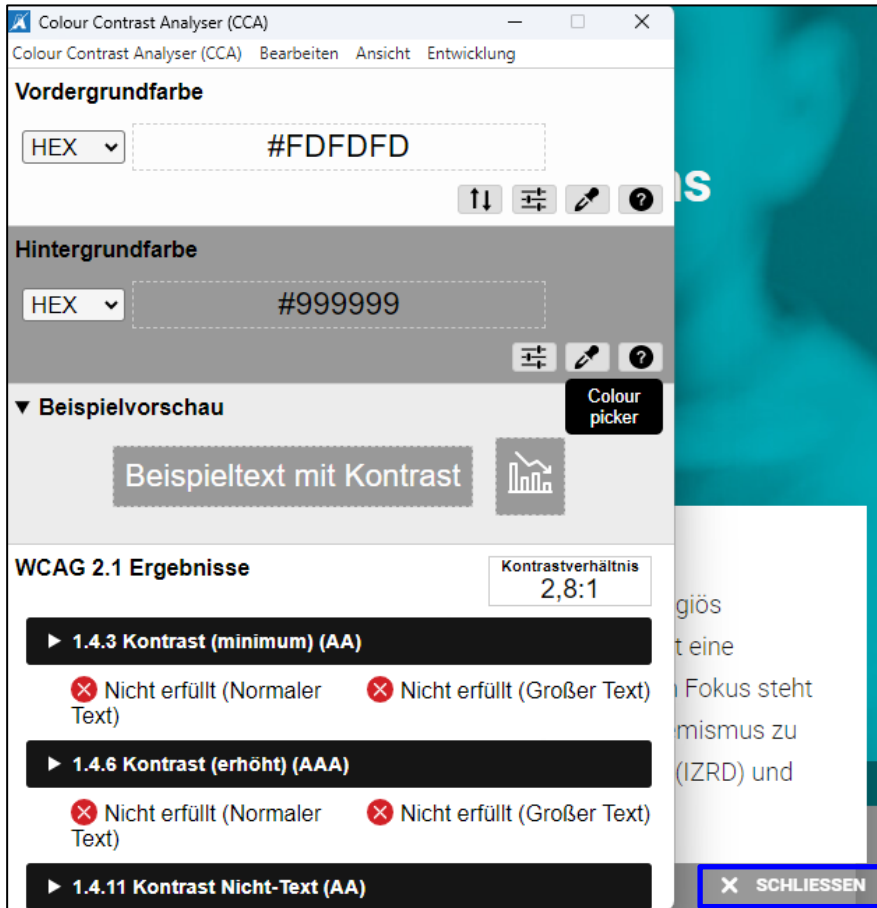 Colour Contrast Analyser (CCA)
Colour Contrast Analyser (CCA) Bearbeiten Ansicht Entwicklung
Vordergrundfarbe
HEX #FDFDFD
Hintergrundfarbe
HEX #999999
Colour
picker
Beispielvorschau
Beispieltext mit Kontrast
WCAG 2.1 Ergebnisse
Kontrastverhältnis
2,8:1
1.4.3 Kontrast (minimum) (AA)
Nicht erfüllt (Normaler
Text)
Nicht erfüllt (Großer Text)
1.4.6 Kontrast (erhöht) (AAA)
Nicht erfüllt (Normaler
Text)
Nicht erfüllt (Großer Text)
1.4.11 Kontrast Nicht-Text (AA)
giös
t eine
Fokus steht
mismus zu
(IZRD) und
SCHLIESSEN